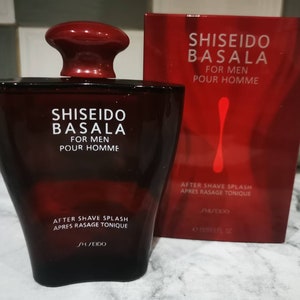 SHISEIDO
BASALA
FOR MEN
POUR HOMME
AFTER SHAVE SPLASH
APRES RASAGE TONIQUE
SHISEIDO
SHISEIDO
BASALA
FOR MEN
POUR HOMME
AFTER SHAVE SPLASH
APRES RASAGE TONIQUE
SHISEIDO